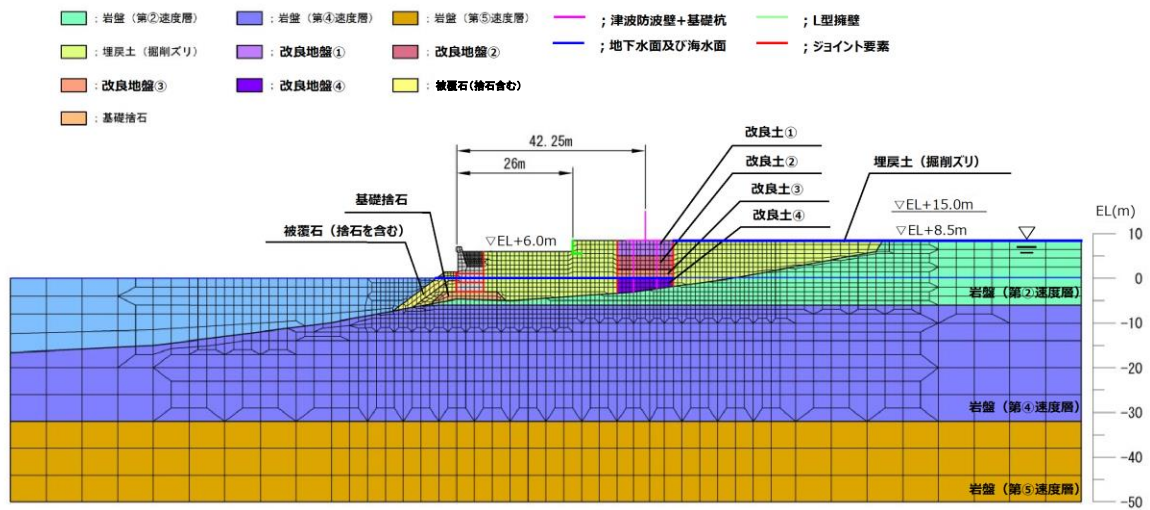 ; 岩盤 (第②速度層) ; 岩盤 (第④速度層) ; 岩盤 (第⑤速度層) ; 津波防波壁+基礎杭 ; L型擁壁
; 埋戻土 (掘削ズリ) ; 改良地盤① ; 改良地盤② ; 地下水面及び海水面 ; ジョイント要素
; 改良地盤③ ; 改良地盤④ ; 被覆石(捨石含む)
; 基礎捨石
42.25m
26m
改良土①
改良土②
改良土③
改良土④
埋戻土 (掘削ズリ)
基礎捨石
被覆石 (捨石を含む)
▽EL+6.0m
▽EL+15.0m
▽EL+8.5m
EL(m)
10
0
-10
-20
-30
-40
-50
岩盤 (第②速度層)
岩盤 (第④速度層)
岩盤 (第⑤速度層)